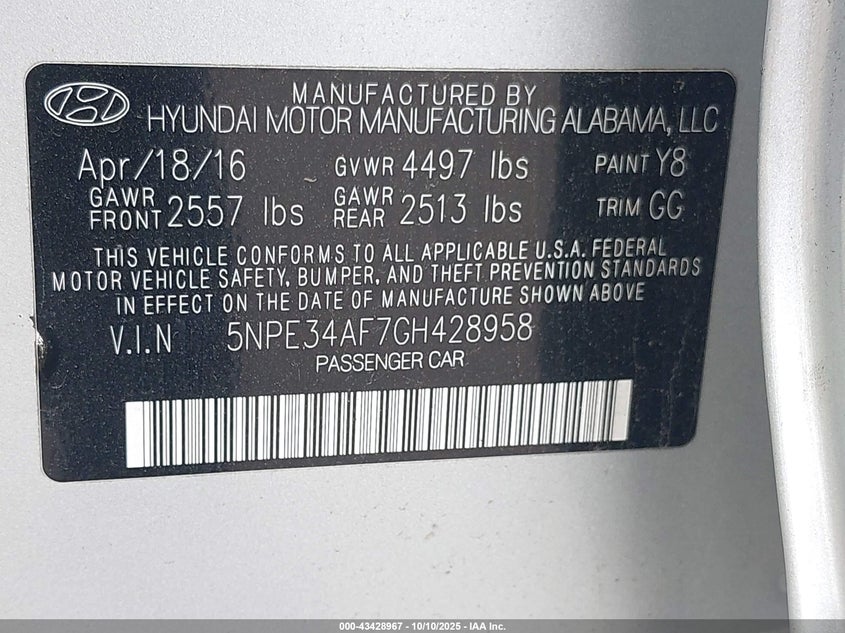 MANUFACTURED BY
HYUNDAI MOTOR MANUFACTURING ALABAMA, LLC
Apr/18/16 GVWR 4497 lbs PAINT Y8
GAWR FRONT 2557 lbs GAWR REAR 2513 lbs TRIM GG
THIS VEHICLE CONFORMS TO ALL APPLICABLE U.S.A. FEDERAL
MOTOR VEHICLE SAFETY, BUMPER, AND THEFT PREVENTION STANDARDS
IN EFFECT ON THE DATE OF MANUFACTURE SHOWN ABOVE
V.I.N 5NPE34AF7GH428958
PASSENGER CAR
000-43428967 - 10/10/2025 - IAA Inc.